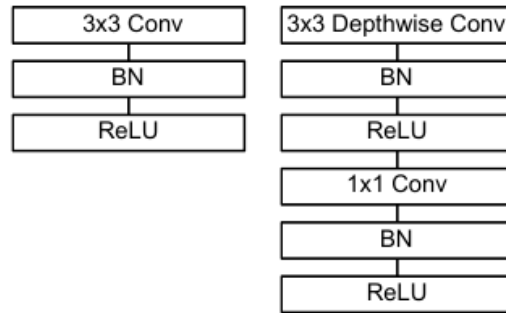 3x3 Conv
BN
ReLU
3x3 Depthwise Conv
BN
ReLU
1x1 Conv
BN
ReLU